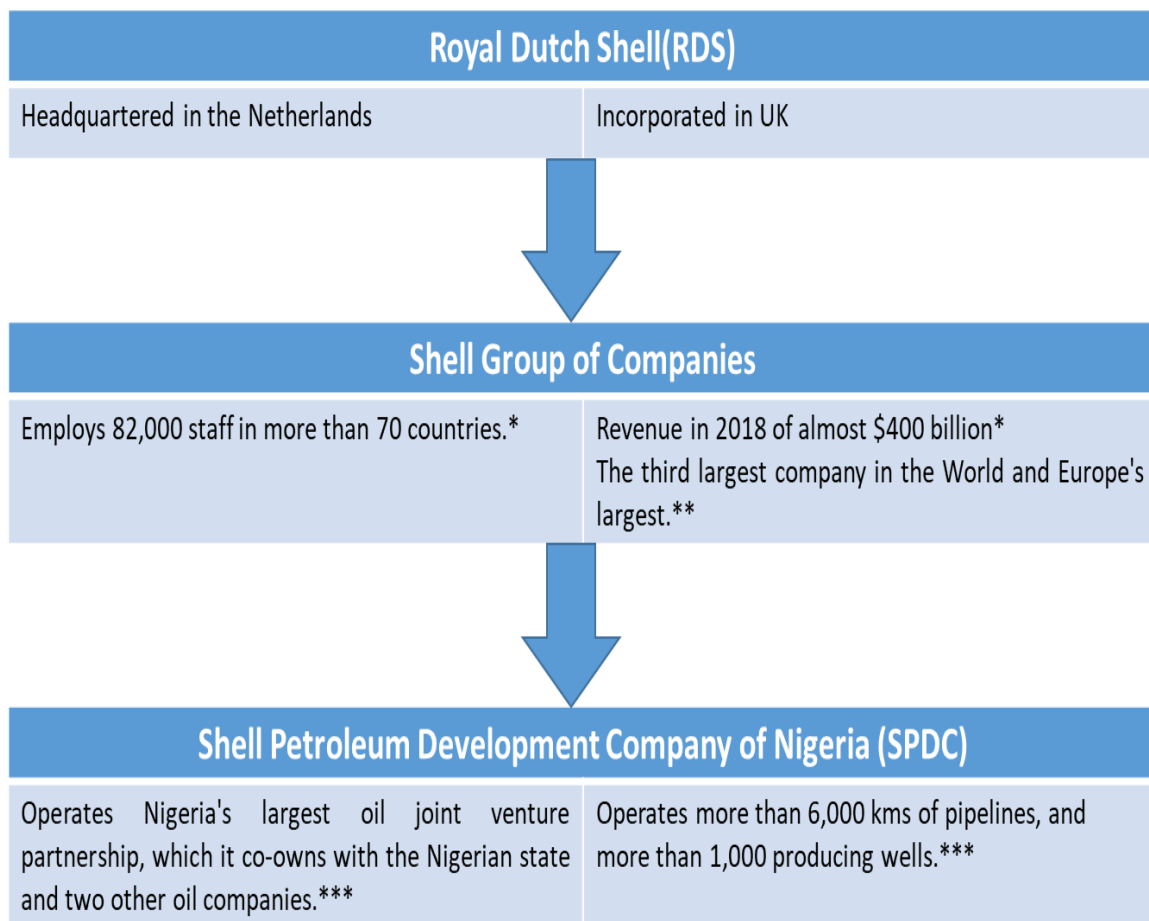 Royal Dutch Shell(RDS)
Headquartered in the Netherlands
Incorporated in UK
Shell Group of Companies
Employs 82,000 staff in more than 70 countries.*
Revenue in 2018 of almost $400 billion*
The third largest company in the World and Europe's
largest.**
Shell Petroleum Development Company of Nigeria (SPDC)
Operates Nigeria's largest oil joint venture
partnership, which it co-owns with the Nigerian state
and two other oil companies.***
Operates more than 6,000 kms of pipelines, and
more than 1,000 producing wells.***